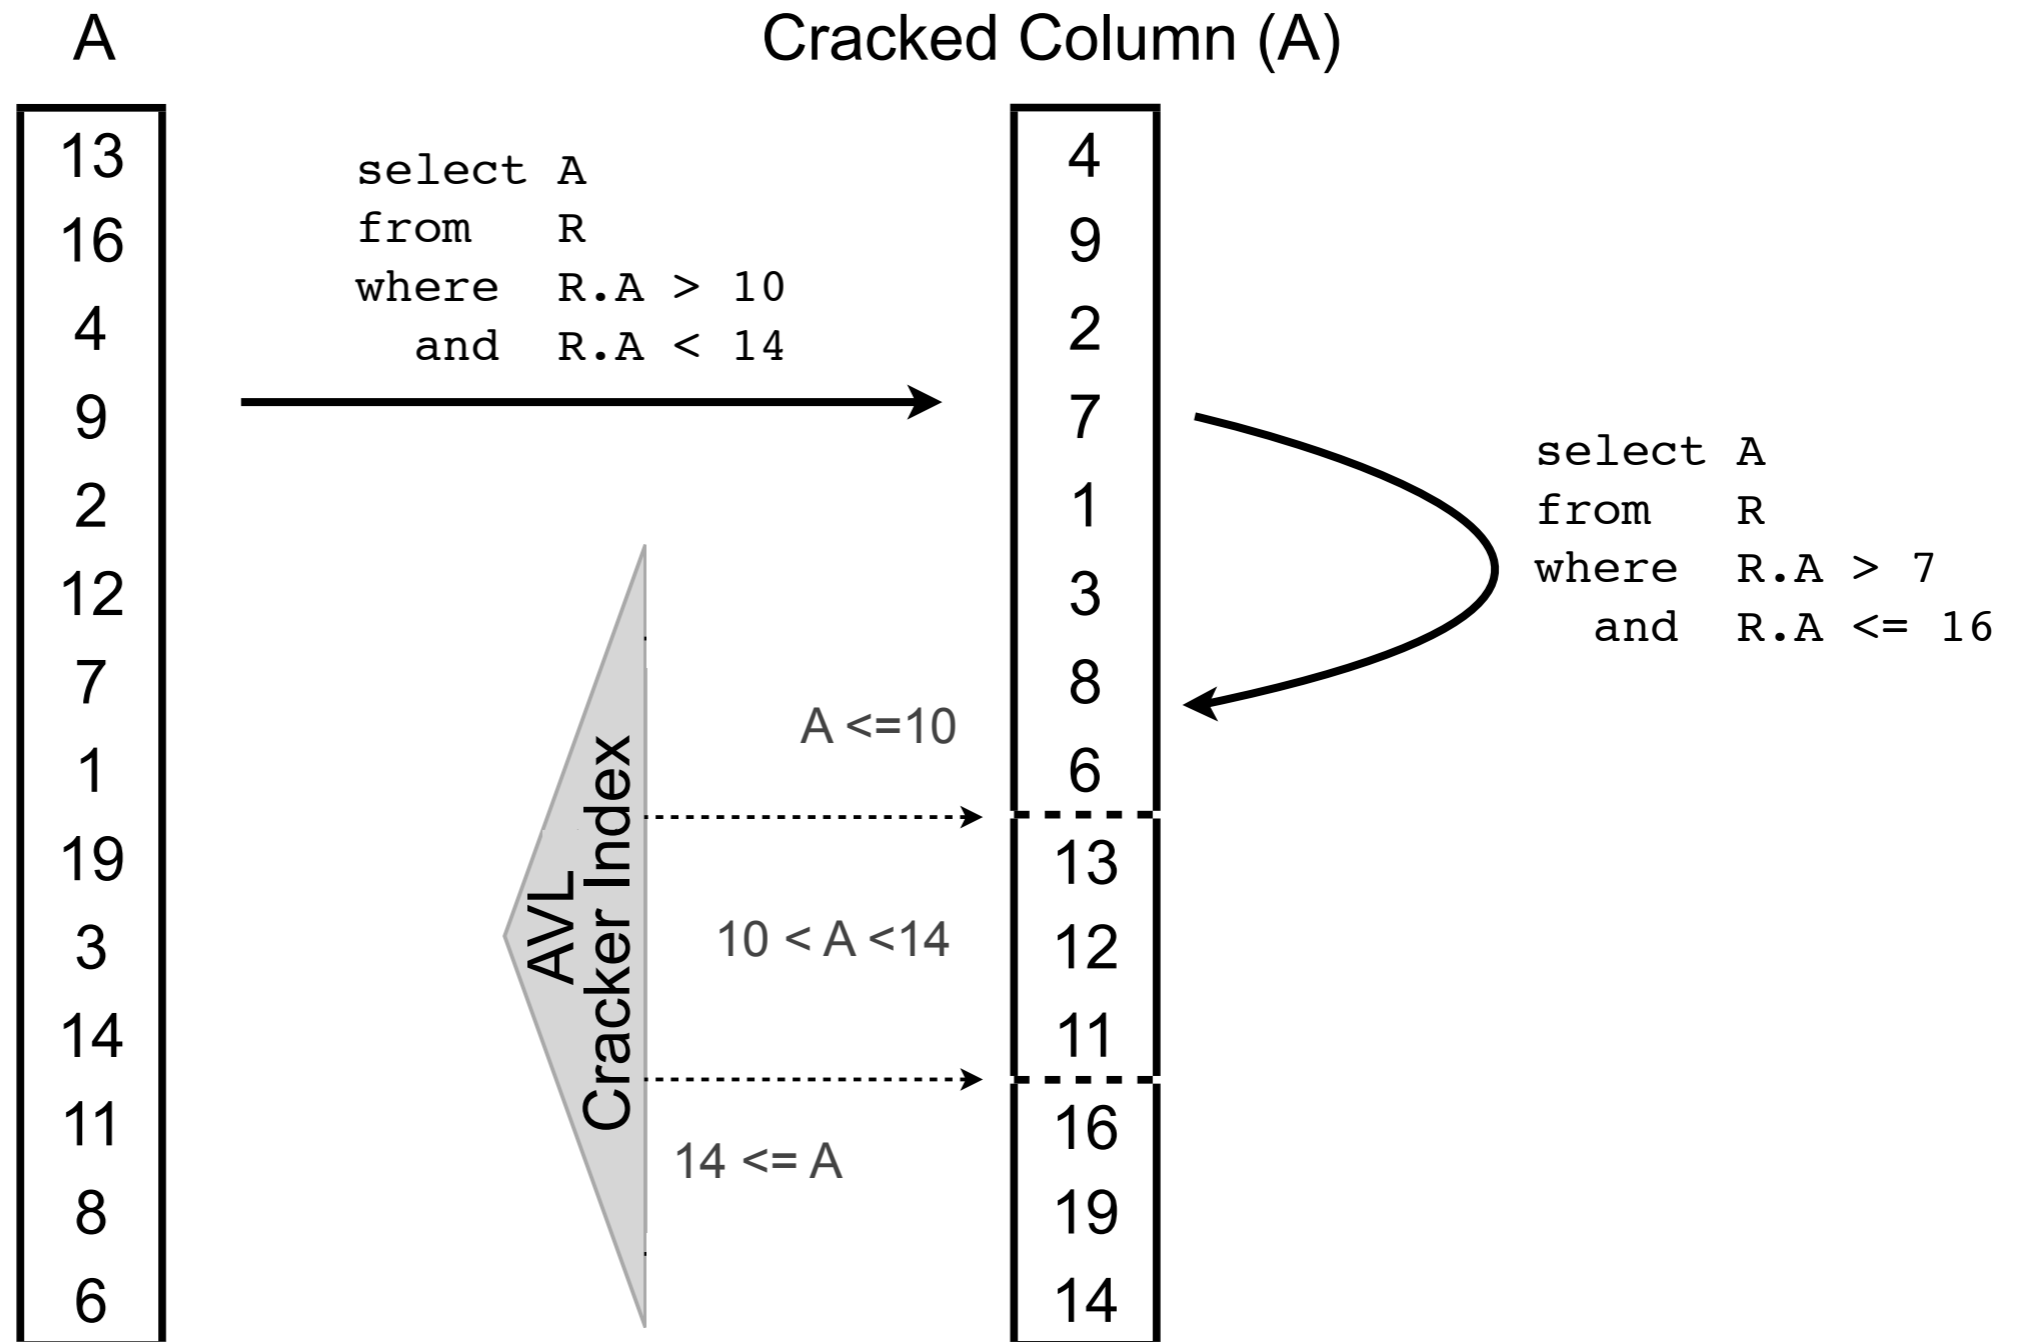 A
13
16
4
9
2
12
7
1
19
3
14
11
8
6
select A
from R
where R.A > 10
and R.A < 14
AVL
Cracker Index
A <=10
10 < A <14
14 <= A
Cracked Column (A)
4
9
2
7
1
3
8
6
13
12
11
16
19
14
select A
from R
where R.A > 7
and R.A <= 16